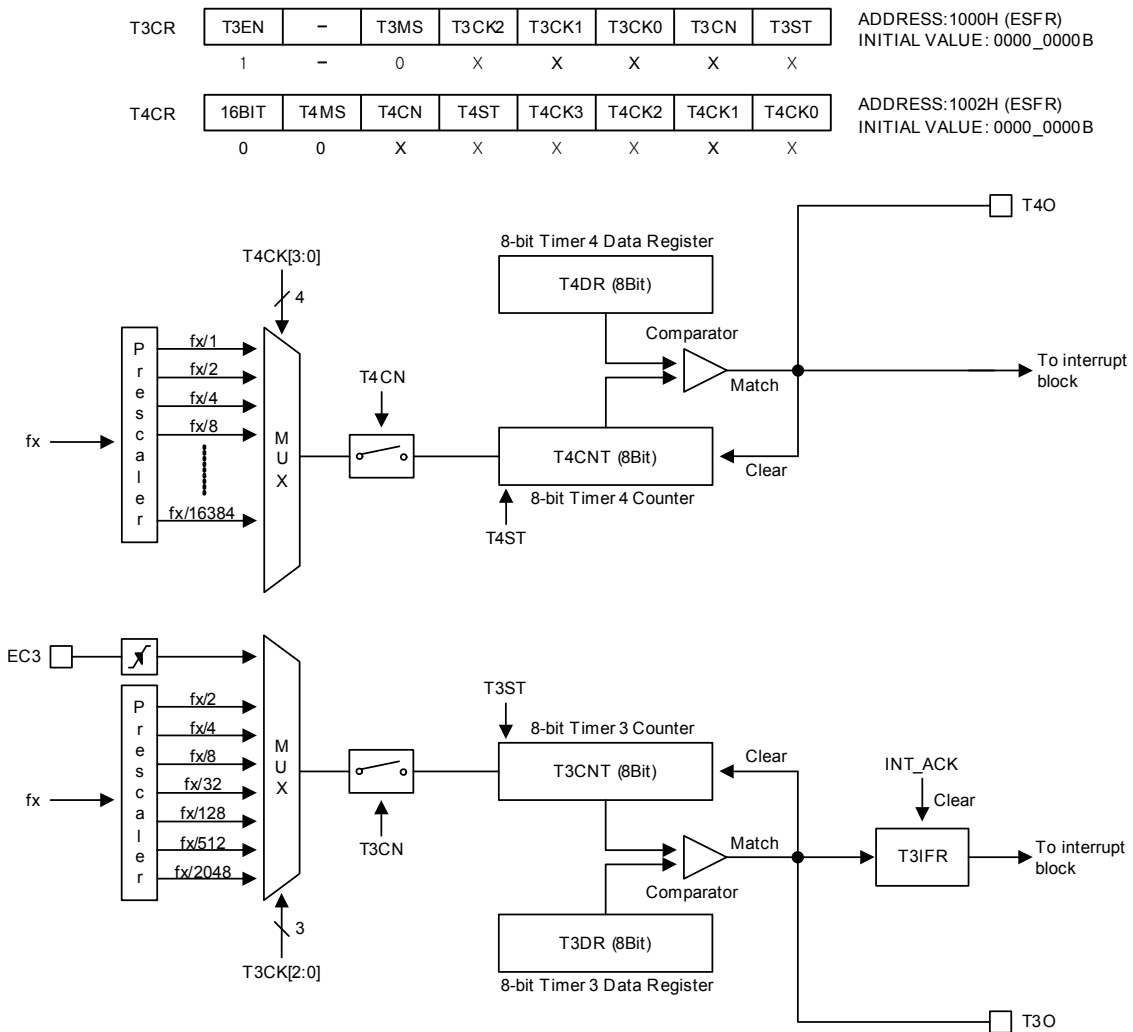 T3CR T3EN – T3MS T3CK2 T3CK1 T3CK0 T3CN T3ST ADDRESS:1000H (ESFR)
INITIAL VALUE: 0000_0000B
1 – 0 X X X X X
T4CR 16BIT T4MS T4CN T4ST T4CK3 T4CK2 T4CK1 T4CK0 ADDRESS:1002H (ESFR)
INITIAL VALUE: 0000_0000B
0 0 X X X X X X
T4O
8-bit Timer 4 Data Register
T4DR (8Bit)
T4CK[3:0]
4
Comparator
Match
To interrupt
block
Prescaler
fx/1
fx/2
fx/4
fx/8
fx/16384
fx
MUX
T4CN
T4CNT (8Bit)
Clear
8-bit Timer 4 Counter
T4ST
EC3
Prescaler
fx/2
fx/4
fx/8
fx/32
fx/128
fx/512
fx/2048
fx
MUX
T3CN
3
T3CK[2:0]
T3ST
8-bit Timer 3 Counter
T3CNT (8Bit)
Clear
INT_ACK
Clear
Match
T3IFR
To interrupt
block
Comparator
T3DR (8Bit)
8-bit Timer 3 Data Register
T3O